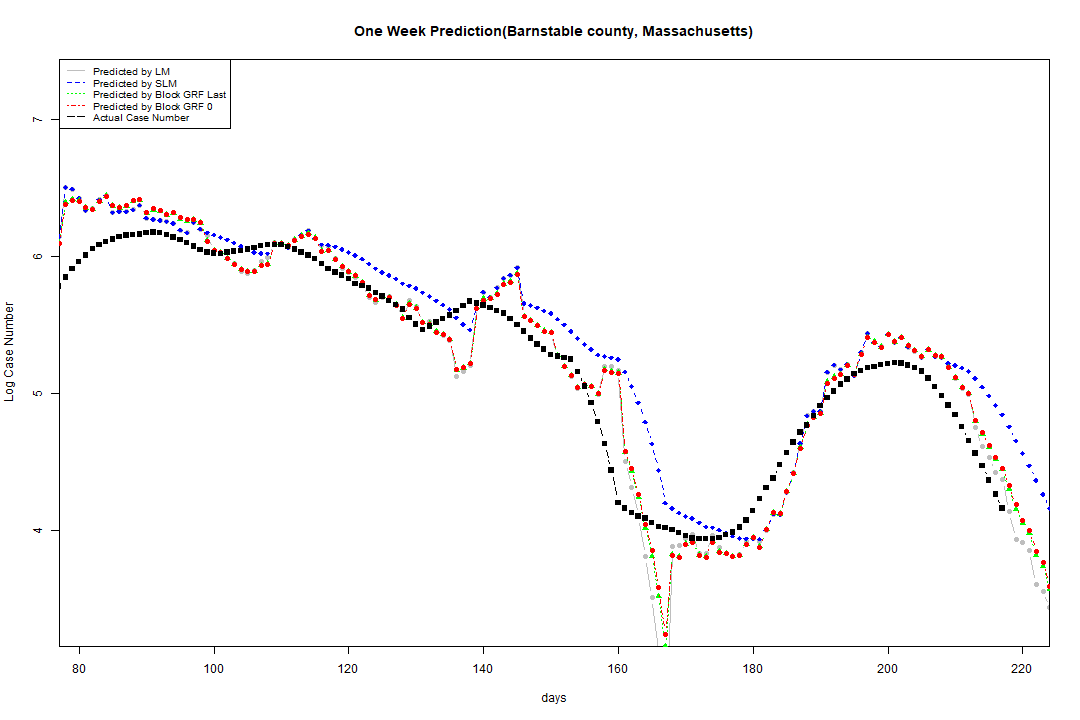 One Week Prediction(Barnstable county, Massachusetts)
Predicted by LM
Predicted by SLM
Predicted by Block GRF Last
Predicted by Block GRF 0
Actual Case Number
7
6
5
4
Log Case Number
80 100 120 140 160 180 200 220
days